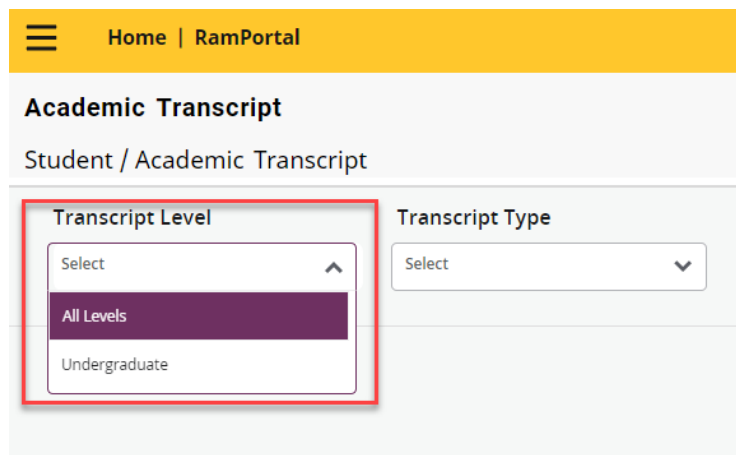 Home | RamPortal
Academic Transcript
Student / Academic Transcript
Transcript Level
Transcript Type
Select
Select
All Levels
Undergraduate